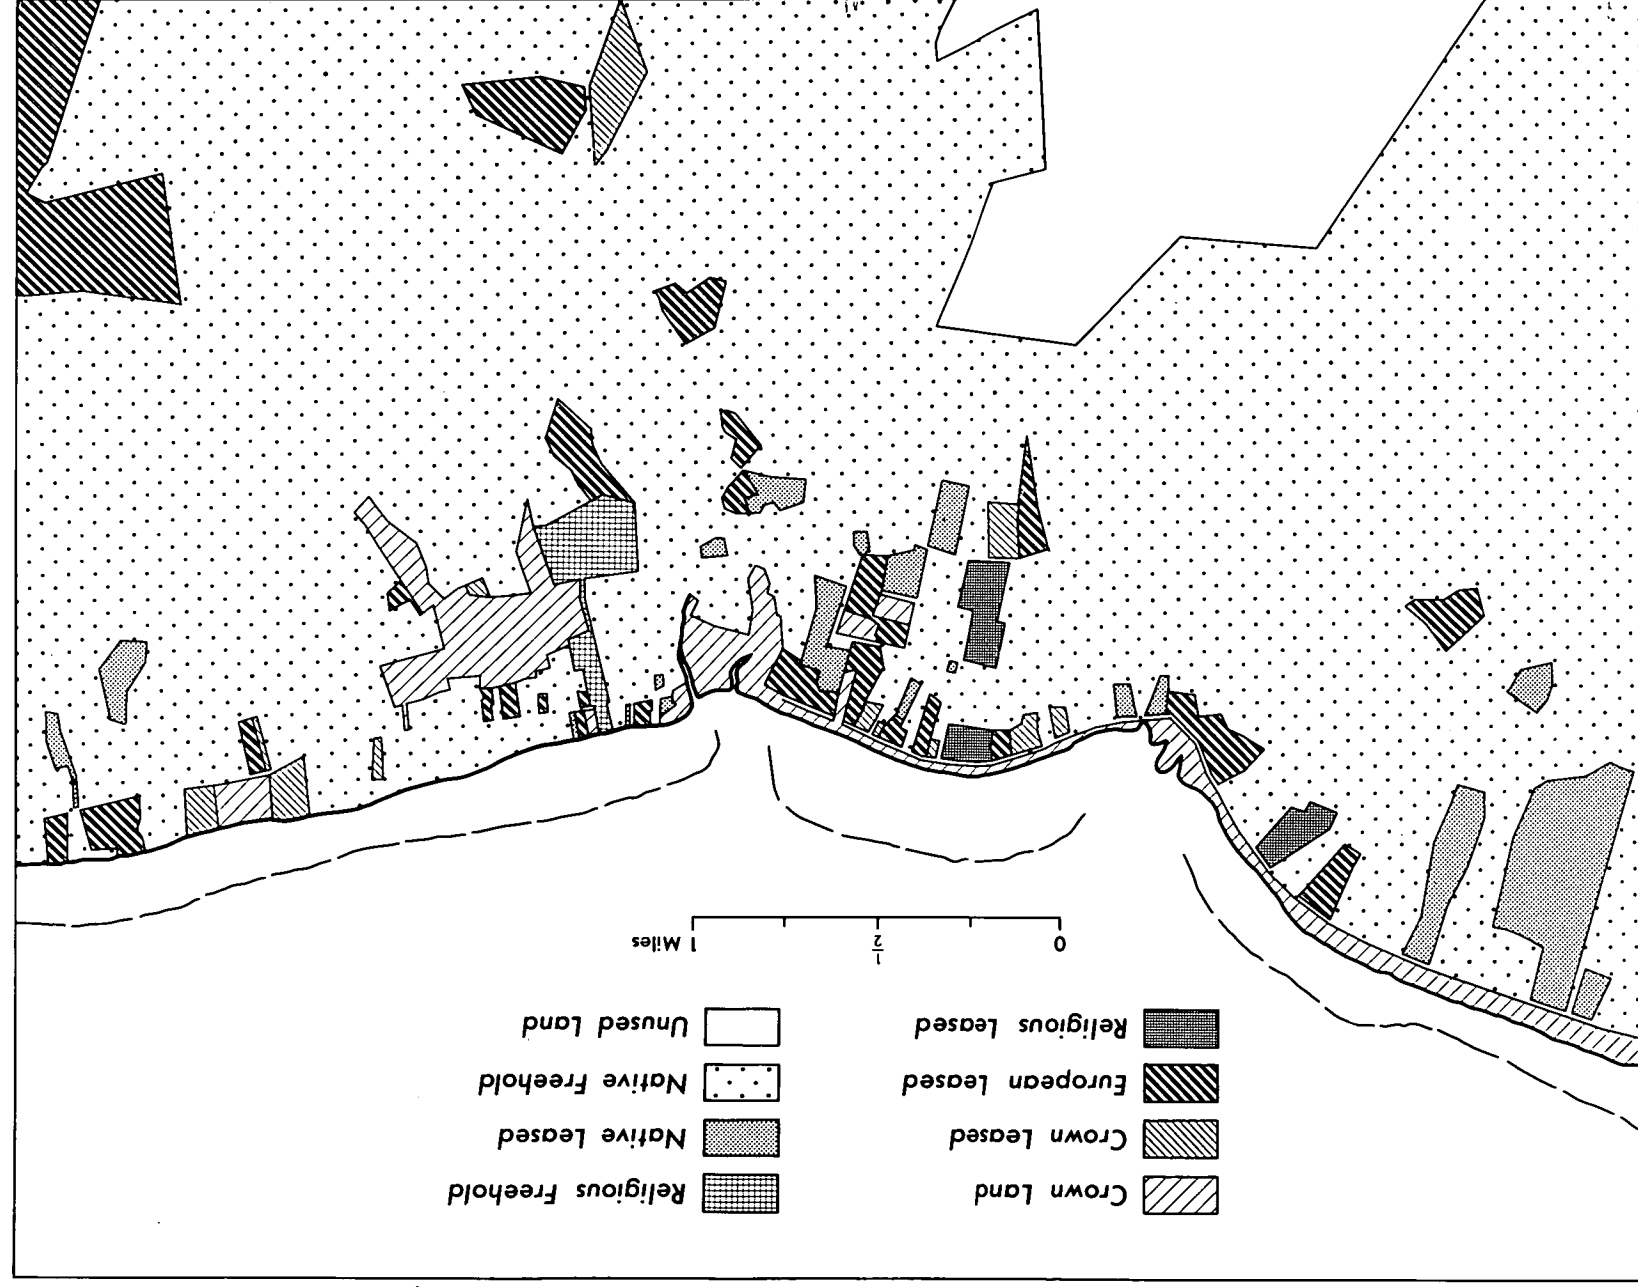 Crown Land
Crown Leased
European Leased
Religious Leased
Religious Freehold
Native Leased
Native Freehold
Unused Land
0 ½ 1 Miles